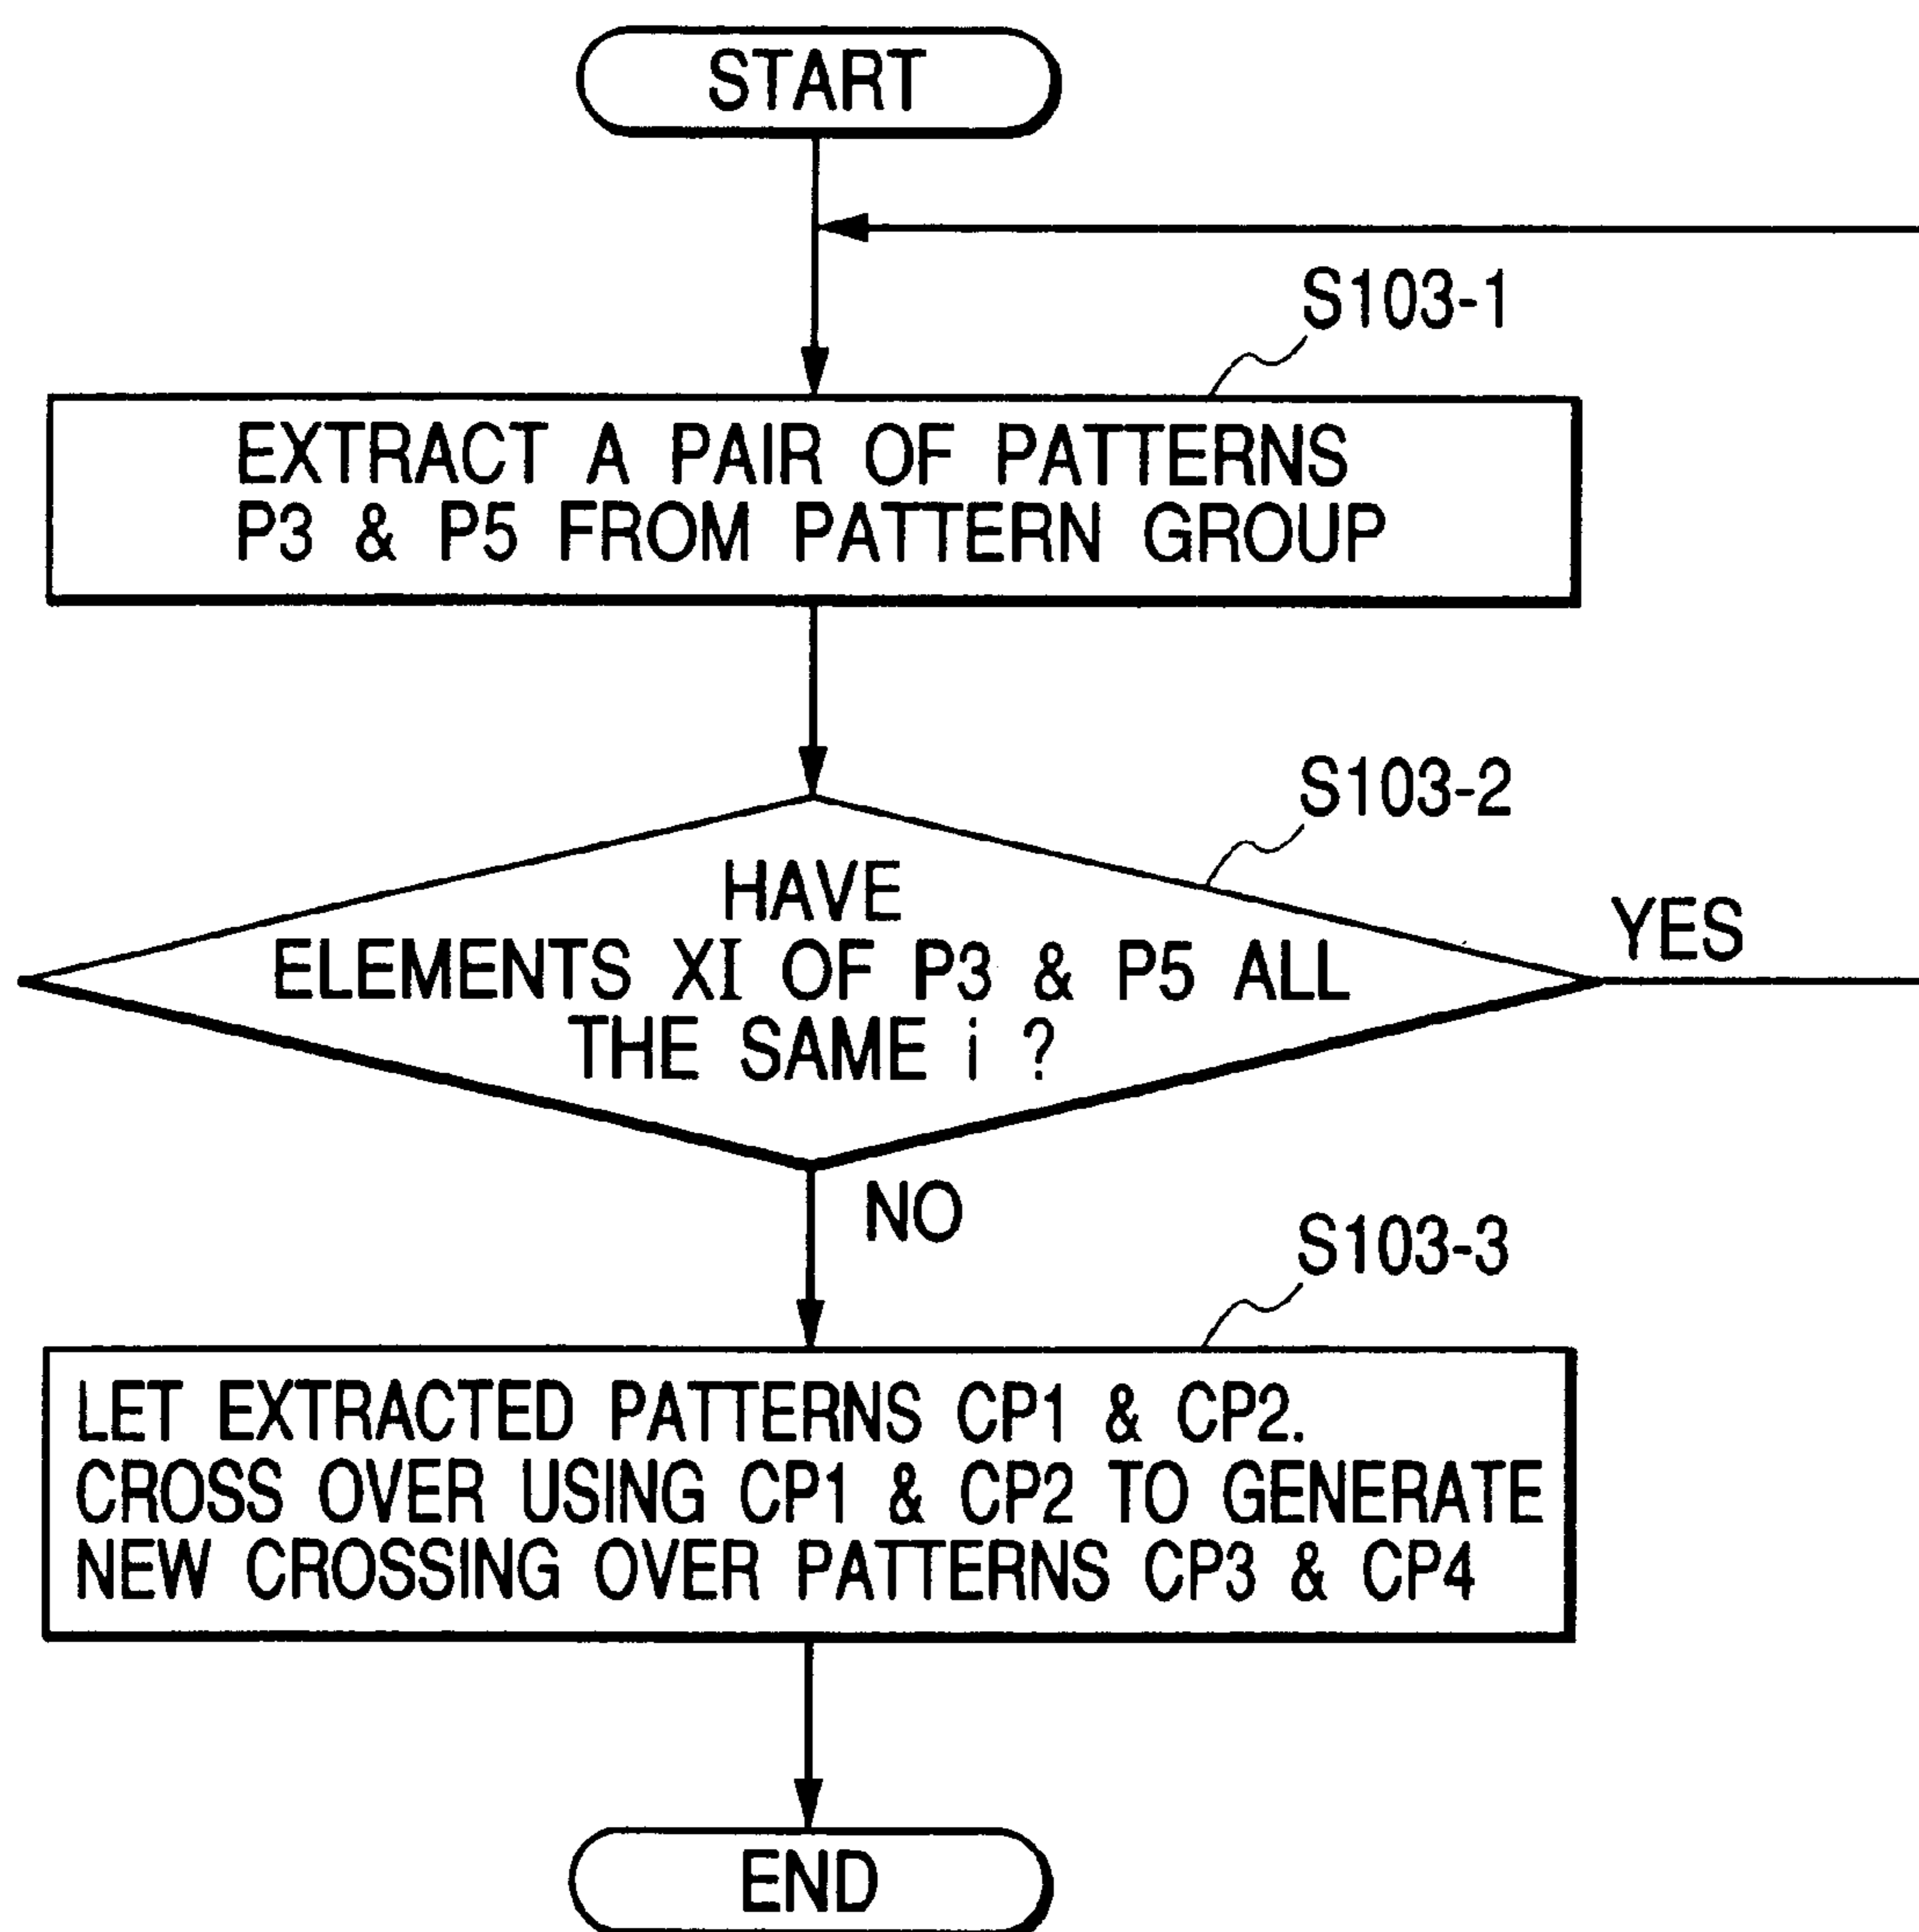 START
S103-1
EXTRACT A PAIR OF PATTERNS
P3 & P5 FROM PATTERN GROUP
S103-2
HAVE
ELEMENTS XI OF P3 & P5 ALL
THE SAME i ?
YES
NO
S103-3
LET EXTRACTED PATTERNS CP1 & CP2.
CROSS OVER USING CP1 & CP2 TO GENERATE
NEW CROSSING OVER PATTERNS CP3 & CP4
END